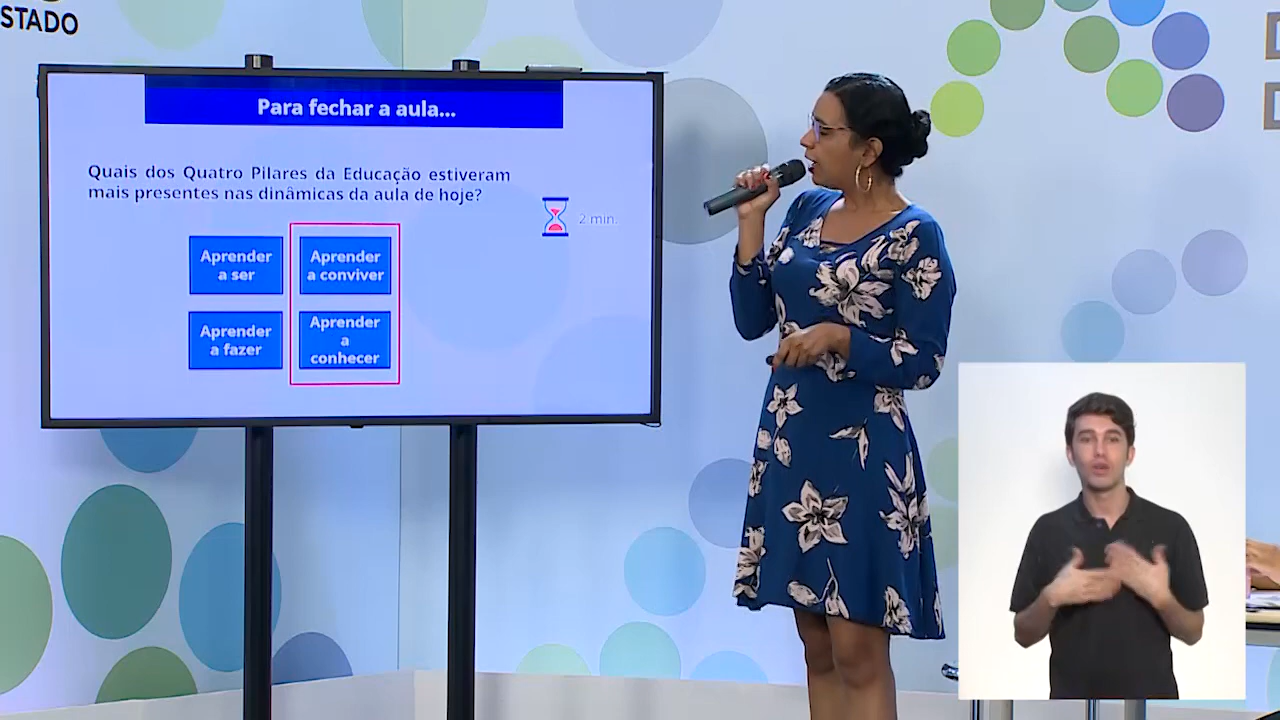 STADO
Para fechar a aula...
Quais dos Quatro Pilares da Educação estiveram
mais presentes nas dinâmicas da aula de hoje?
2 min.
Aprender
a ser
Aprender
a conviver
Aprender
a fazer
Aprender
a
conhecer